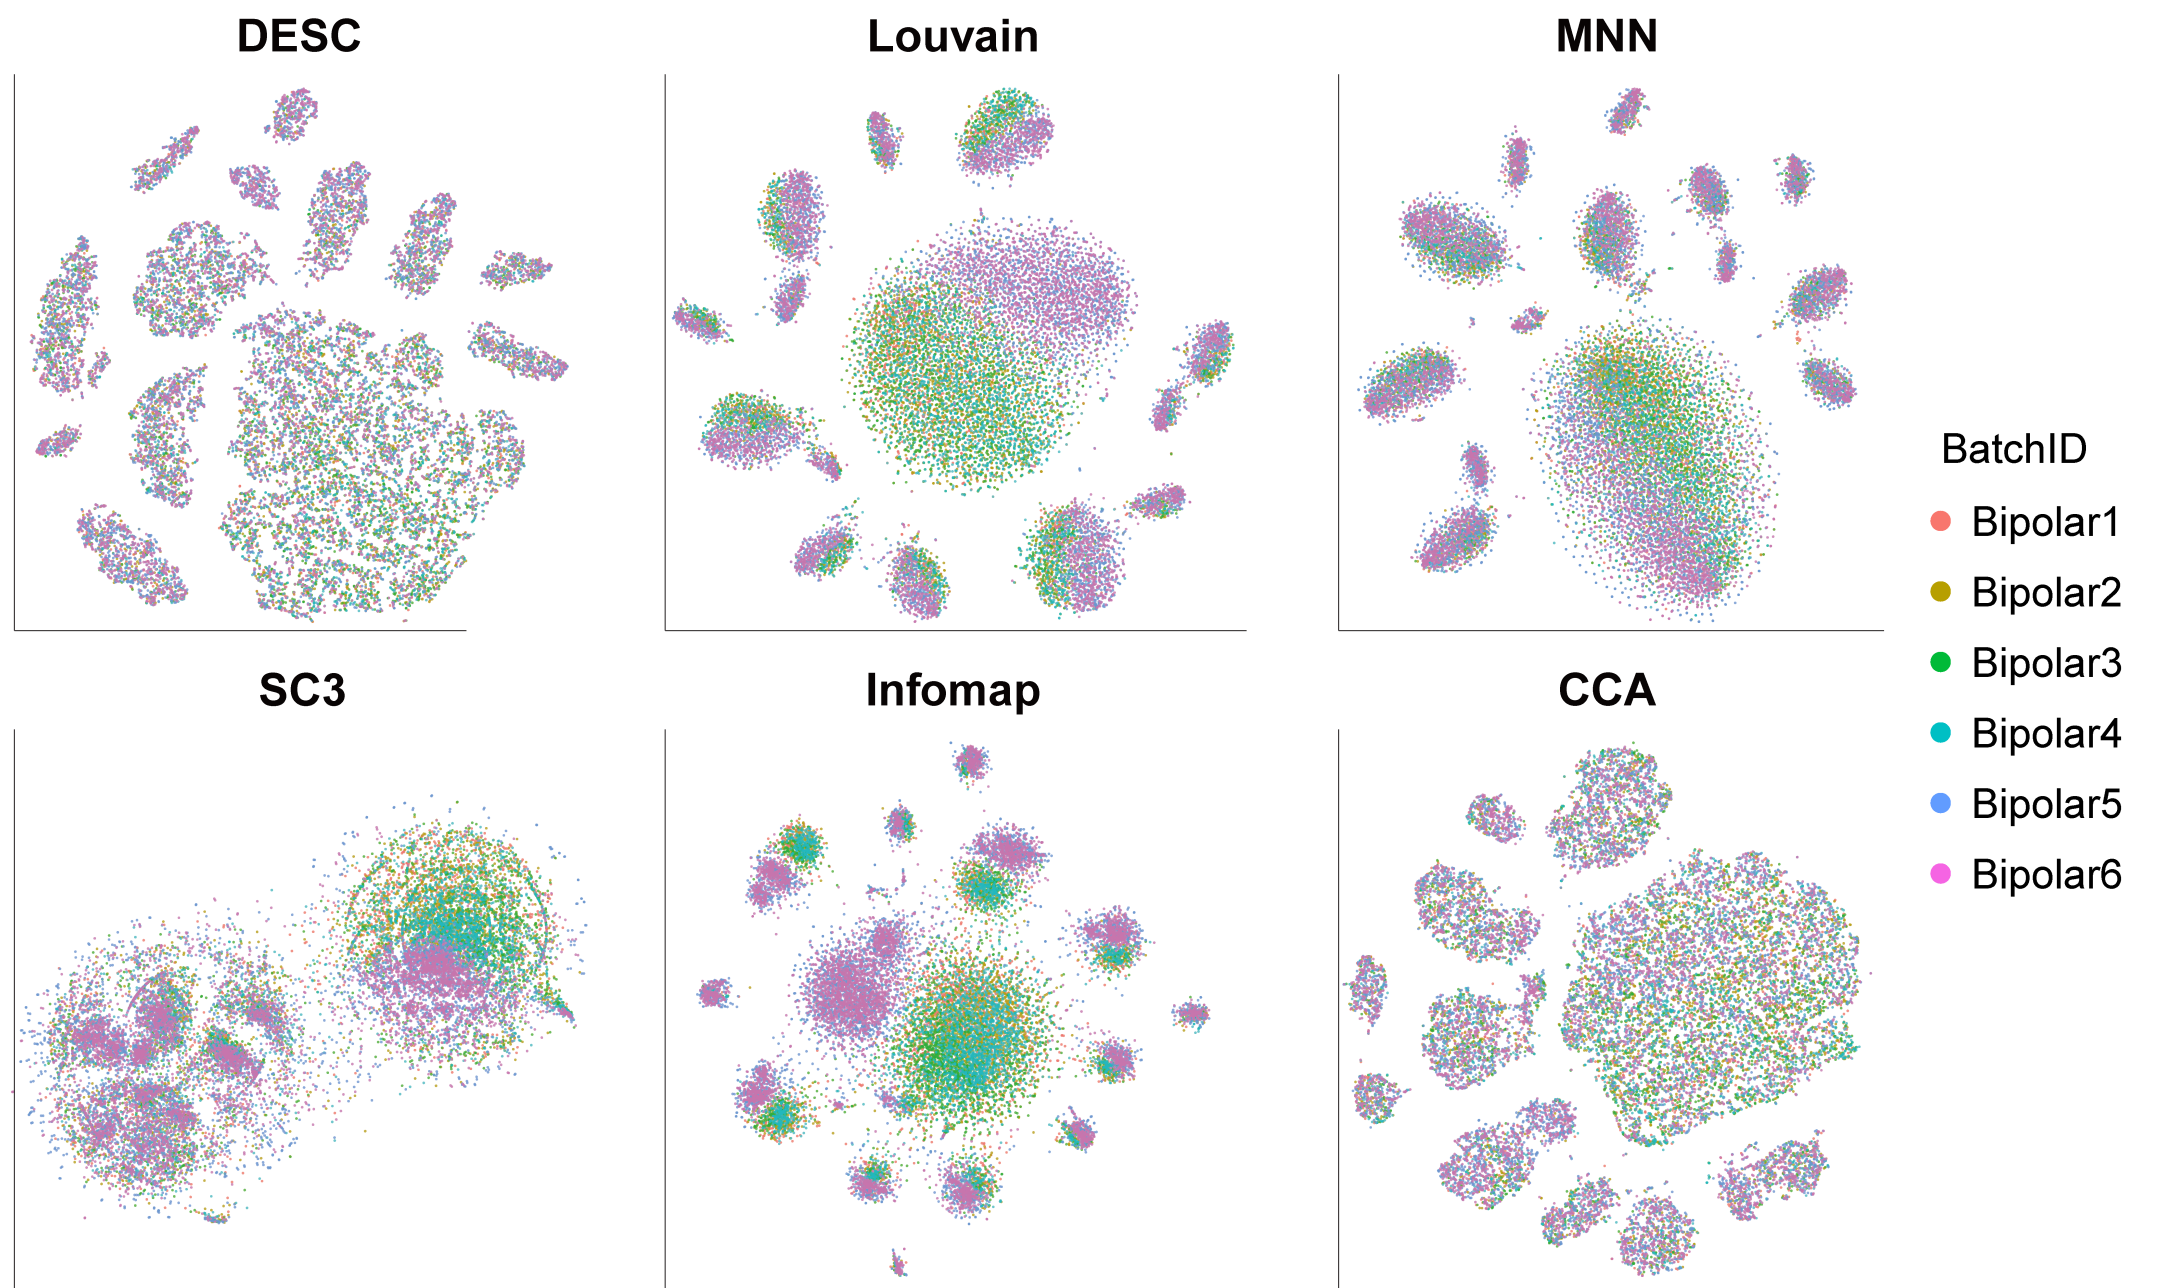 DESC
Louvain
MNN
SC3
Infomap
CCA
BatchID
Bipolar1
Bipolar2
Bipolar3
Bipolar4
Bipolar5
Bipolar6